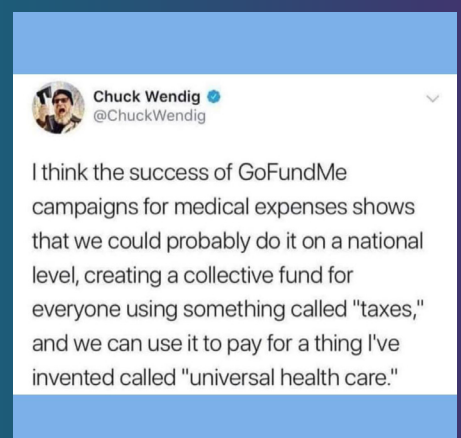 Chuck Wendig
@ChuckWendig
I think the success of GoFundMe
campaigns for medical expenses shows
that we could probably do it on a national
level, creating a collective fund for
everyone using something called "taxes,"
and we can use it to pay for a thing I've
invented called "universal health care."